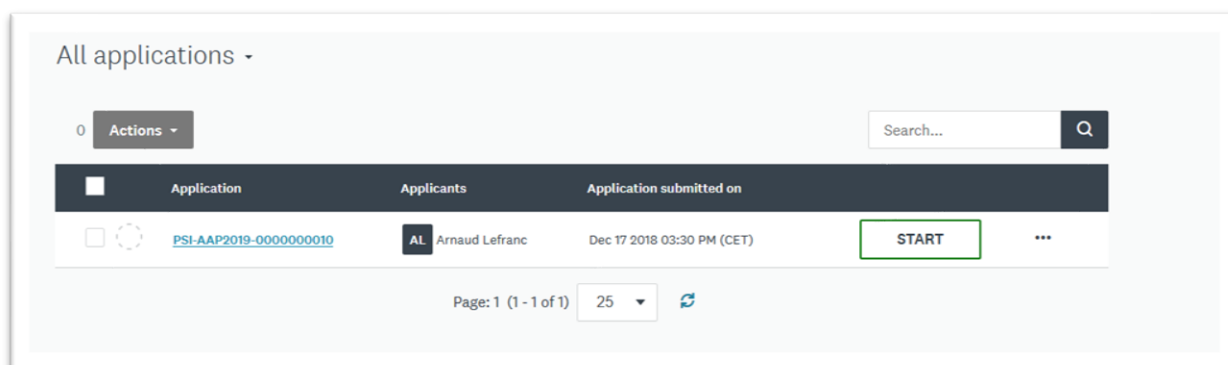 All applications
0 Actions Search...
Application Applicants Application submitted on
PSI-AAP2019-0000000010 AL Arnaud Lefranc Dec 17 2018 03:30 PM (CET) START ...
Page: 1 (1 - 1 of 1) 25